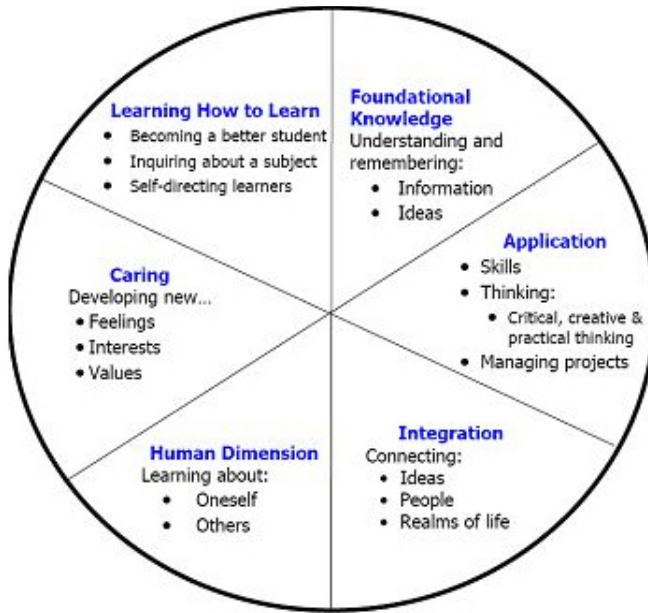 Foundational
Knowledge
Understanding and
remembering:
• Information
• Ideas
Application
• Skills
• Thinking:
• Critical, creative &
practical thinking
• Managing projects
Integration
Connecting:
• Ideas
• People
• Realms of life
Human Dimension
Learning about:
• Oneself
• Others
Caring
Developing new...
• Feelings
• Interests
• Values
Learning How to Learn
• Becoming a better student
• Inquiring about a subject
• Self-directing learners